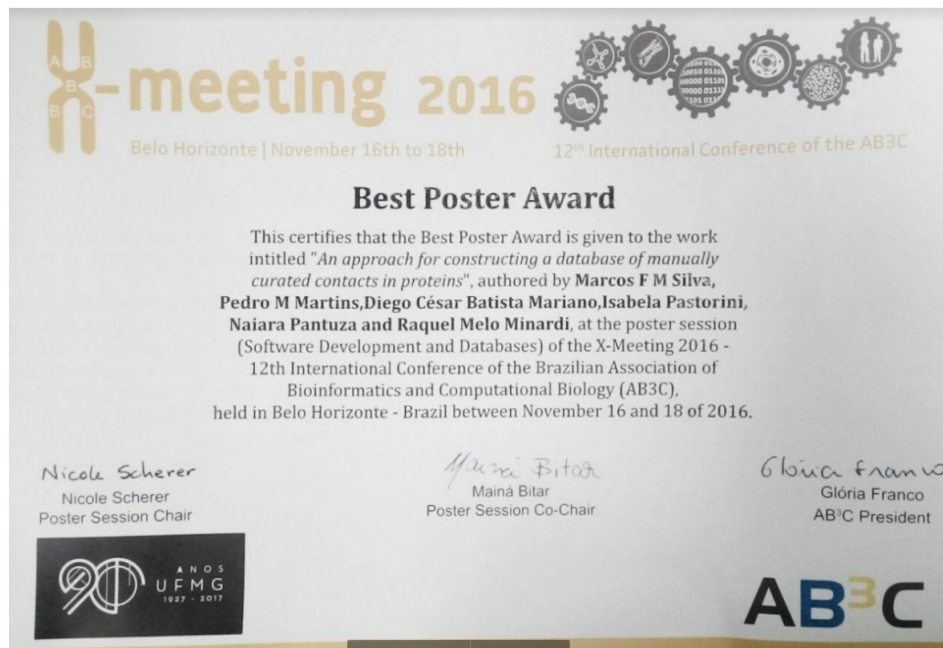 A B
B
B C
X-meeting 2016
Belo Horizonte | November 16th to 18th
12th International Conference of the AB3C
Best Poster Award
This certifies that the Best Poster Award is given to the work
intitled "An approach for constructing a database of manually
curated contacts in proteins", authored by Marcos F M Silva,
Pedro M Martins,Diego César Batista Mariano,Isabela Pastorini,
Naiara Pantuza and Raquel Melo Minardi, at the poster session
(Software Development and Databases) of the X-Meeting 2016 -
12th International Conference of the Brazilian Association of
Bioinformatics and Computational Biology (AB3C),
held in Belo Horizonte - Brazil between November 16 and 18 of 2016.
Nicole Scherer
Nicole Scherer
Poster Session Chair
Mainá Bitar
Mainá Bitar
Poster Session Co-Chair
Glória Franco
Glória Franco
AB³C President
90 ANOS
UFMG
1927 - 2017
AB³C